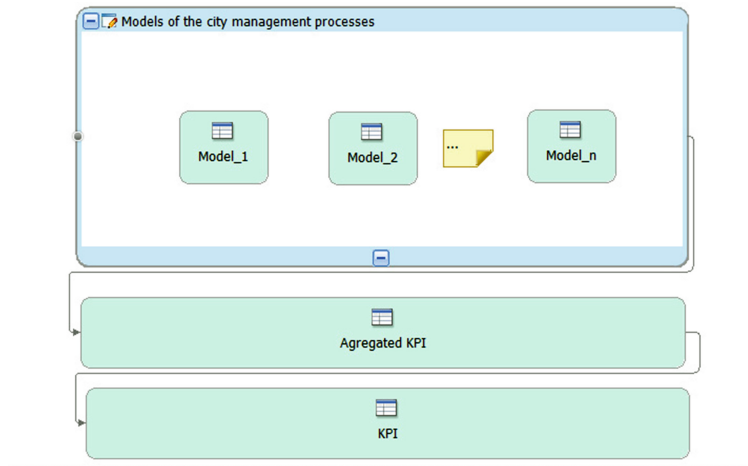 Models of the city management processes
Model_1
Model_2
...
Model_n
Agregated KPI
KPI